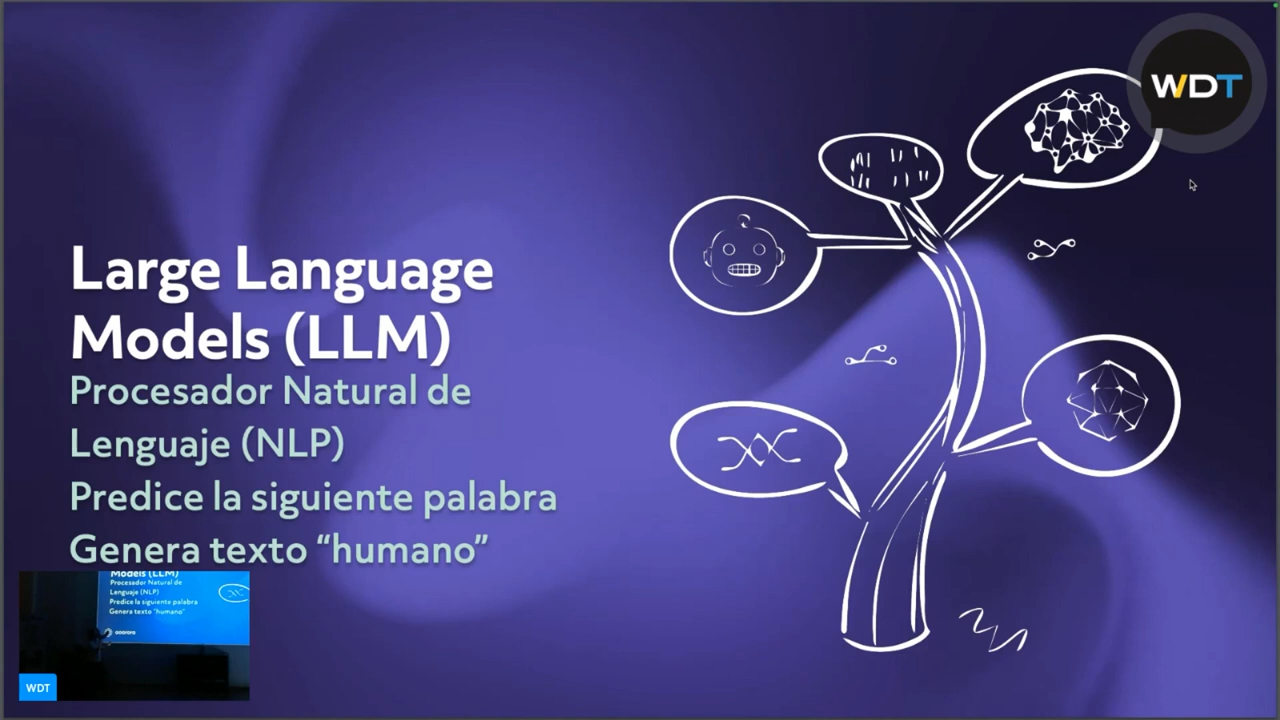 WDT
Large Language
Models (LLM)
Procesador Natural de
Lenguaje (NLP)
Predice la siguiente palabra
Genera texto “humano”
Models (LLM)
Procesador Natural de
Lenguaje (NLP)
Predice la siguiente palabra
Genera texto “humano”
WDT